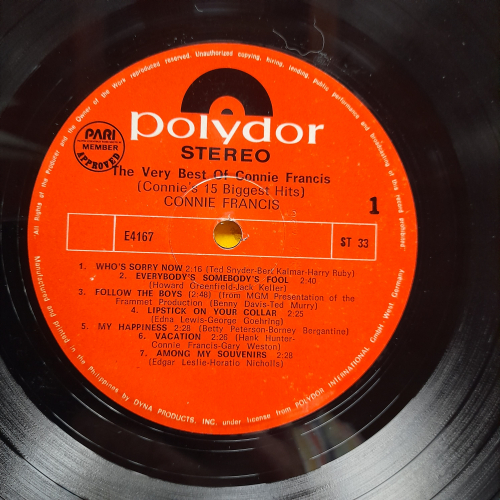 All Rights of the Producer and the Owner of the Work reproduced reserved. Unauthorized copying, hiring, lending, public performance and broadcasting of this record prohibited.
polydor
STEREO
PARI
MEMBER
APPROVED
The Very Best Of Connie Francis
(Connie's 15 Biggest Hits)
CONNIE FRANCIS
1
E4167
ST 33
1. WHO'S SORRY NOW 2:16 (Ted Snyder-Ber. Kalmar-Harry Ruby)
2. EVERYBODY'S SOMEBODY'S FOOL 2:40
(Howard Greenfield-Jack Keller)
3. FOLLOW THE BOYS (2:48) (from MGM Presentation of the
Frammet Production) (Benny Davis-Ted Murry)
4. LIPSTICK ON YOUR COLLAR 2:25
(Edna Lewis-George Goehring)
5. MY HAPPINESS 2:28 (Betty Peterson-Borney Bergantine)
6. VACATION 2:28 (Hank Hunter-
Connie Francis-Gary Weston)
7. AMONG MY SOUVENIRS 2:28
(Edgar Leslie-Horatio Nicholls)
Manufactured and printed in the Philippines by DYNA PRODUCTS, INC. under license from POLYDOR INTERNATIONAL GmbH, West Germany